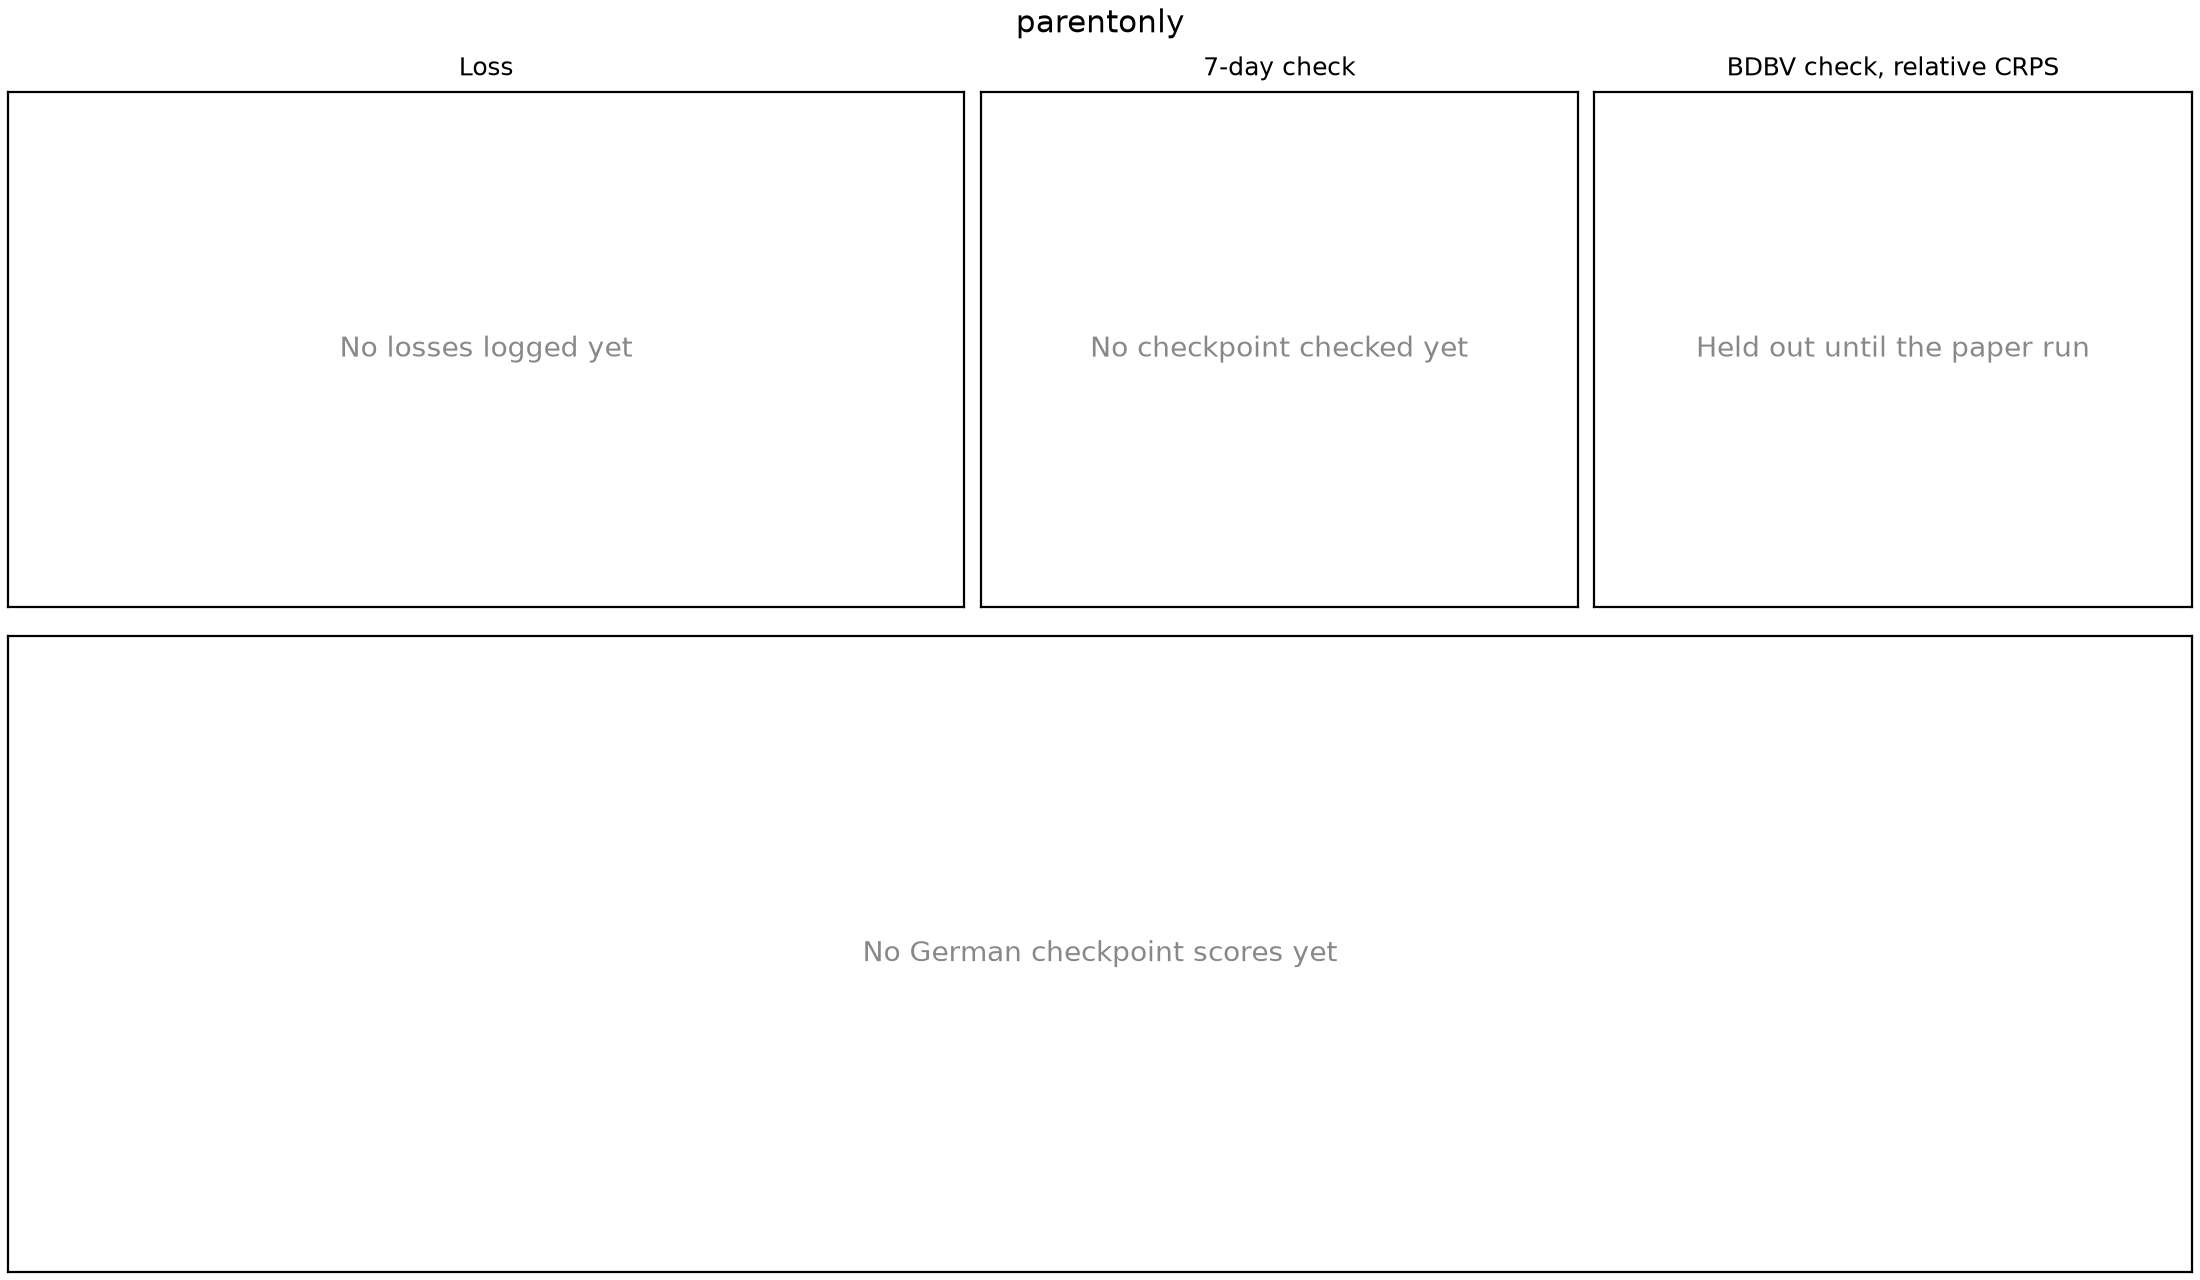 parentonly
Loss
7-day check
BDBV check, relative CRPS
No losses logged yet
No checkpoint checked yet
Held out until the paper run
No German checkpoint scores yet